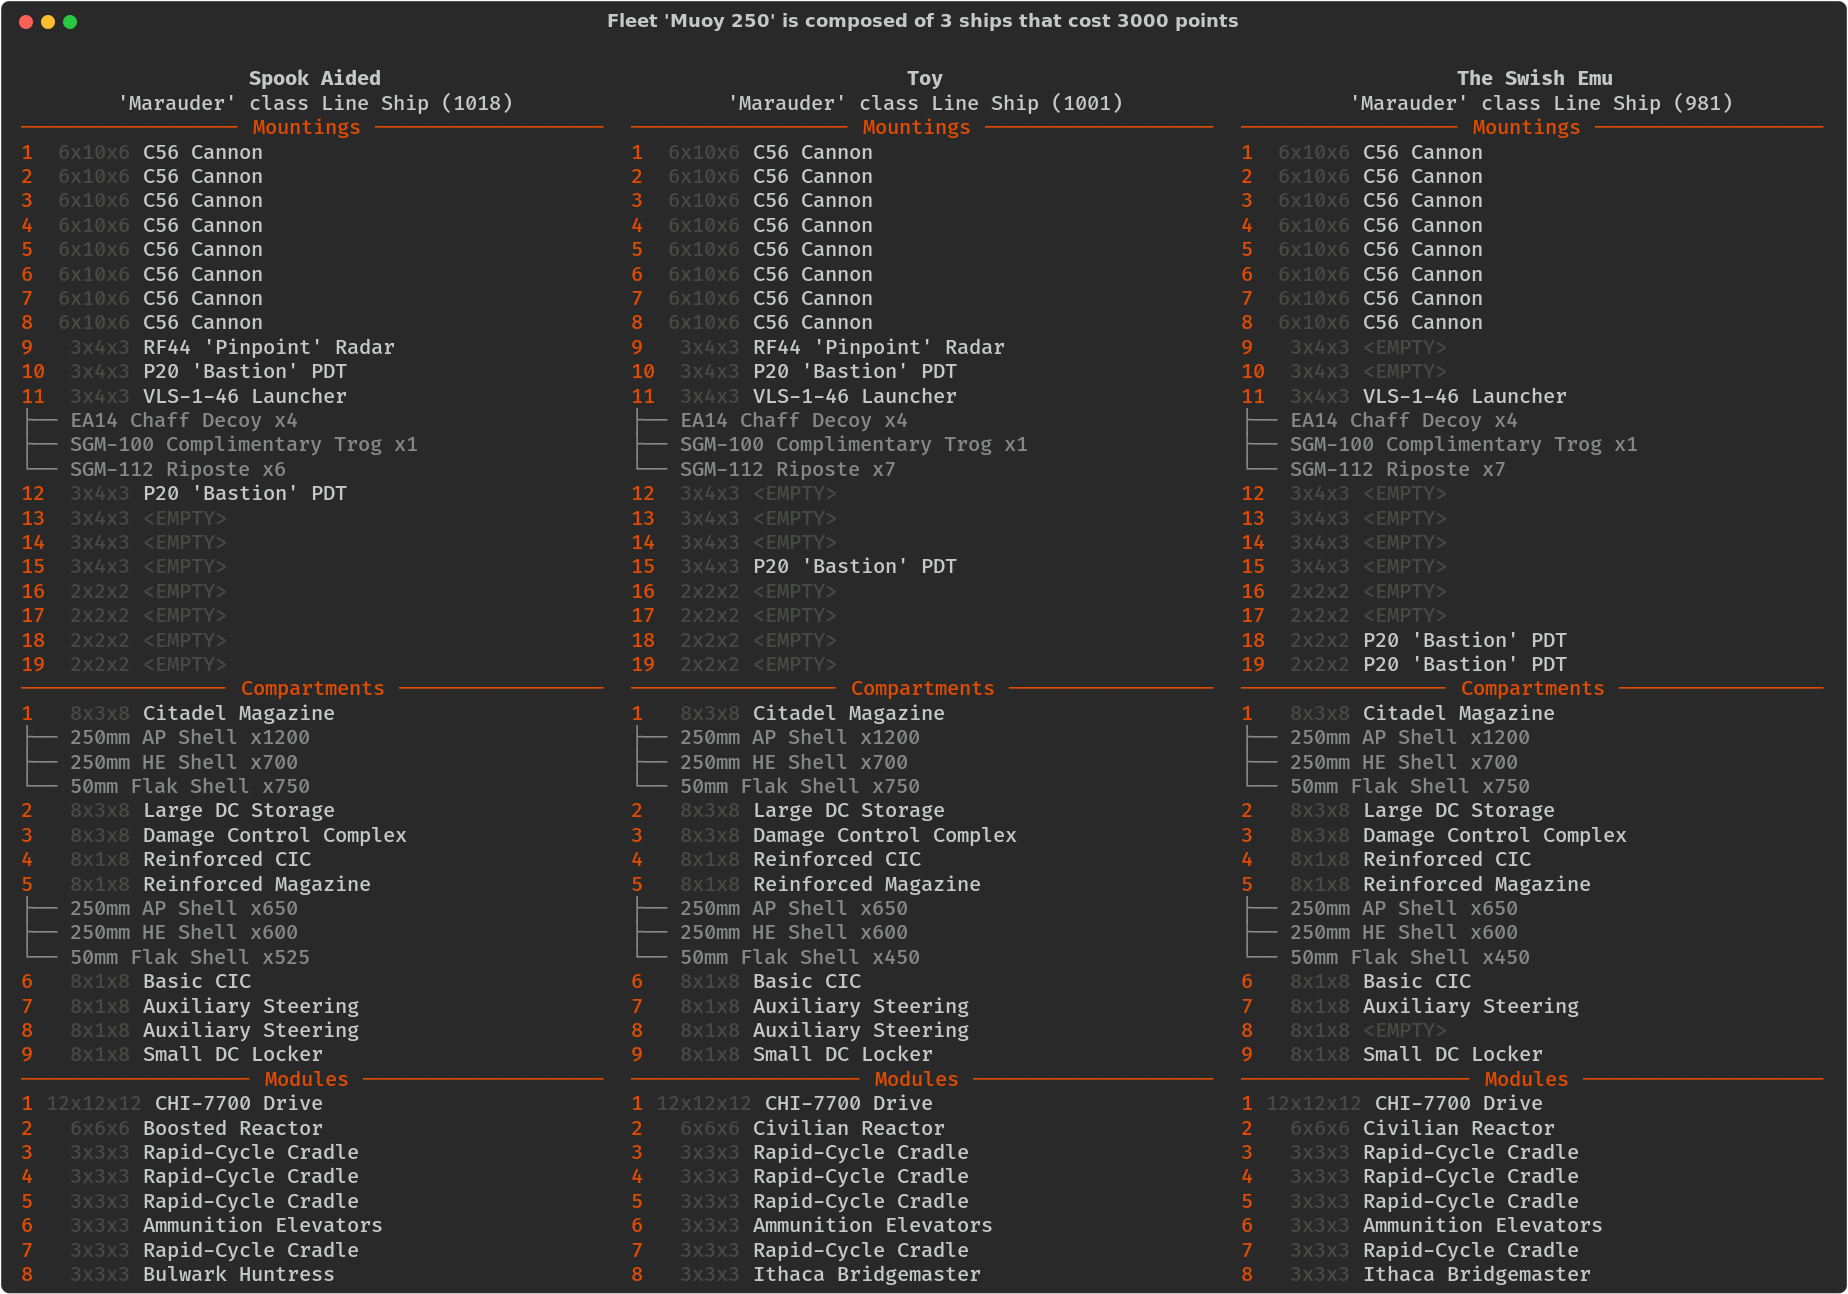 Fleet 'Muoy 250' is composed of 3 ships that cost 3000 points
Spook Aided
'Marauder' class Line Ship (1018)
Mountings
1 6x10x6 C56 Cannon
2 6x10x6 C56 Cannon
3 6x10x6 C56 Cannon
4 6x10x6 C56 Cannon
5 6x10x6 C56 Cannon
6 6x10x6 C56 Cannon
7 6x10x6 C56 Cannon
8 6x10x6 C56 Cannon
9 3x4x3 RF44 'Pinpoint' Radar
10 3x4x3 P20 'Bastion' PDT
11 3x4x3 VLS-1-46 Launcher
EA14 Chaff Decoy x4
SGM-100 Complimentary Trog x1
SGM-112 Riposte x6
12 3x4x3 P20 'Bastion' PDT
13 3x4x3 <EMPTY>
14 3x4x3 <EMPTY>
15 3x4x3 <EMPTY>
16 2x2x2 <EMPTY>
17 2x2x2 <EMPTY>
18 2x2x2 <EMPTY>
19 2x2x2 <EMPTY>
Compartments
1 8x3x8 Citadel Magazine
250mm AP Shell x1200
250mm HE Shell x700
50mm Flak Shell x750
2 8x3x8 Large DC Storage
3 8x3x8 Damage Control Complex
4 8x1x8 Reinforced CIC
5 8x1x8 Reinforced Magazine
250mm AP Shell x650
250mm HE Shell x600
50mm Flak Shell x525
6 8x1x8 Basic CIC
7 8x1x8 Auxiliary Steering
8 8x1x8 Auxiliary Steering
9 8x1x8 Small DC Locker
Modules
1 12x12x12 CHI-7700 Drive
2 6x6x6 Boosted Reactor
3 3x3x3 Rapid-Cycle Cradle
4 3x3x3 Rapid-Cycle Cradle
5 3x3x3 Rapid-Cycle Cradle
6 3x3x3 Ammunition Elevators
7 3x3x3 Rapid-Cycle Cradle
8 3x3x3 Bulwark Huntress
Toy
'Marauder' class Line Ship (1001)
Mountings
1 6x10x6 C56 Cannon
2 6x10x6 C56 Cannon
3 6x10x6 C56 Cannon
4 6x10x6 C56 Cannon
5 6x10x6 C56 Cannon
6 6x10x6 C56 Cannon
7 6x10x6 C56 Cannon
8 6x10x6 C56 Cannon
9 3x4x3 RF44 'Pinpoint' Radar
10 3x4x3 P20 'Bastion' PDT
11 3x4x3 VLS-1-46 Launcher
EA14 Chaff Decoy x4
SGM-100 Complimentary Trog x1
SGM-112 Riposte x7
12 3x4x3 <EMPTY>
13 3x4x3 <EMPTY>
14 3x4x3 <EMPTY>
15 3x4x3 P20 'Bastion' PDT
16 2x2x2 <EMPTY>
17 2x2x2 <EMPTY>
18 2x2x2 <EMPTY>
19 2x2x2 <EMPTY>
Compartments
1 8x3x8 Citadel Magazine
250mm AP Shell x1200
250mm HE Shell x700
50mm Flak Shell x750
2 8x3x8 Large DC Storage
3 8x3x8 Damage Control Complex
4 8x1x8 Reinforced CIC
5 8x1x8 Reinforced Magazine
250mm AP Shell x650
250mm HE Shell x600
50mm Flak Shell x450
6 8x1x8 Basic CIC
7 8x1x8 Auxiliary Steering
8 8x1x8 Auxiliary Steering
9 8x1x8 Small DC Locker
Modules
1 12x12x12 CHI-7700 Drive
2 6x6x6 Civilian Reactor
3 3x3x3 Rapid-Cycle Cradle
4 3x3x3 Rapid-Cycle Cradle
5 3x3x3 Rapid-Cycle Cradle
6 3x3x3 Ammunition Elevators
7 3x3x3 Rapid-Cycle Cradle
8 3x3x3 Ithaca Bridgemaster
The Swish Emu
'Marauder' class Line Ship (981)
Mountings
1 6x10x6 C56 Cannon
2 6x10x6 C56 Cannon
3 6x10x6 C56 Cannon
4 6x10x6 C56 Cannon
5 6x10x6 C56 Cannon
6 6x10x6 C56 Cannon
7 6x10x6 C56 Cannon
8 6x10x6 C56 Cannon
9 3x4x3 <EMPTY>
10 3x4x3 <EMPTY>
11 3x4x3 VLS-1-46 Launcher
EA14 Chaff Decoy x4
SGM-100 Complimentary Trog x1
SGM-112 Riposte x7
12 3x4x3 <EMPTY>
13 3x4x3 <EMPTY>
14 3x4x3 <EMPTY>
15 3x4x3 <EMPTY>
16 2x2x2 <EMPTY>
17 2x2x2 <EMPTY>
18 2x2x2 P20 'Bastion' PDT
19 2x2x2 P20 'Bastion' PDT
Compartments
1 8x3x8 Citadel Magazine
250mm AP Shell x1200
250mm HE Shell x700
50mm Flak Shell x750
2 8x3x8 Large DC Storage
3 8x3x8 Damage Control Complex
4 8x1x8 Reinforced CIC
5 8x1x8 Reinforced Magazine
250mm AP Shell x650
250mm HE Shell x600
50mm Flak Shell x450
6 8x1x8 Basic CIC
7 8x1x8 Auxiliary Steering
8 8x1x8 <EMPTY>
9 8x1x8 Small DC Locker
Modules
1 12x12x12 CHI-7700 Drive
2 6x6x6 Civilian Reactor
3 3x3x3 Rapid-Cycle Cradle
4 3x3x3 Rapid-Cycle Cradle
5 3x3x3 Rapid-Cycle Cradle
6 3x3x3 Ammunition Elevators
7 3x3x3 Rapid-Cycle Cradle
8 3x3x3 Ithaca Bridgemaster